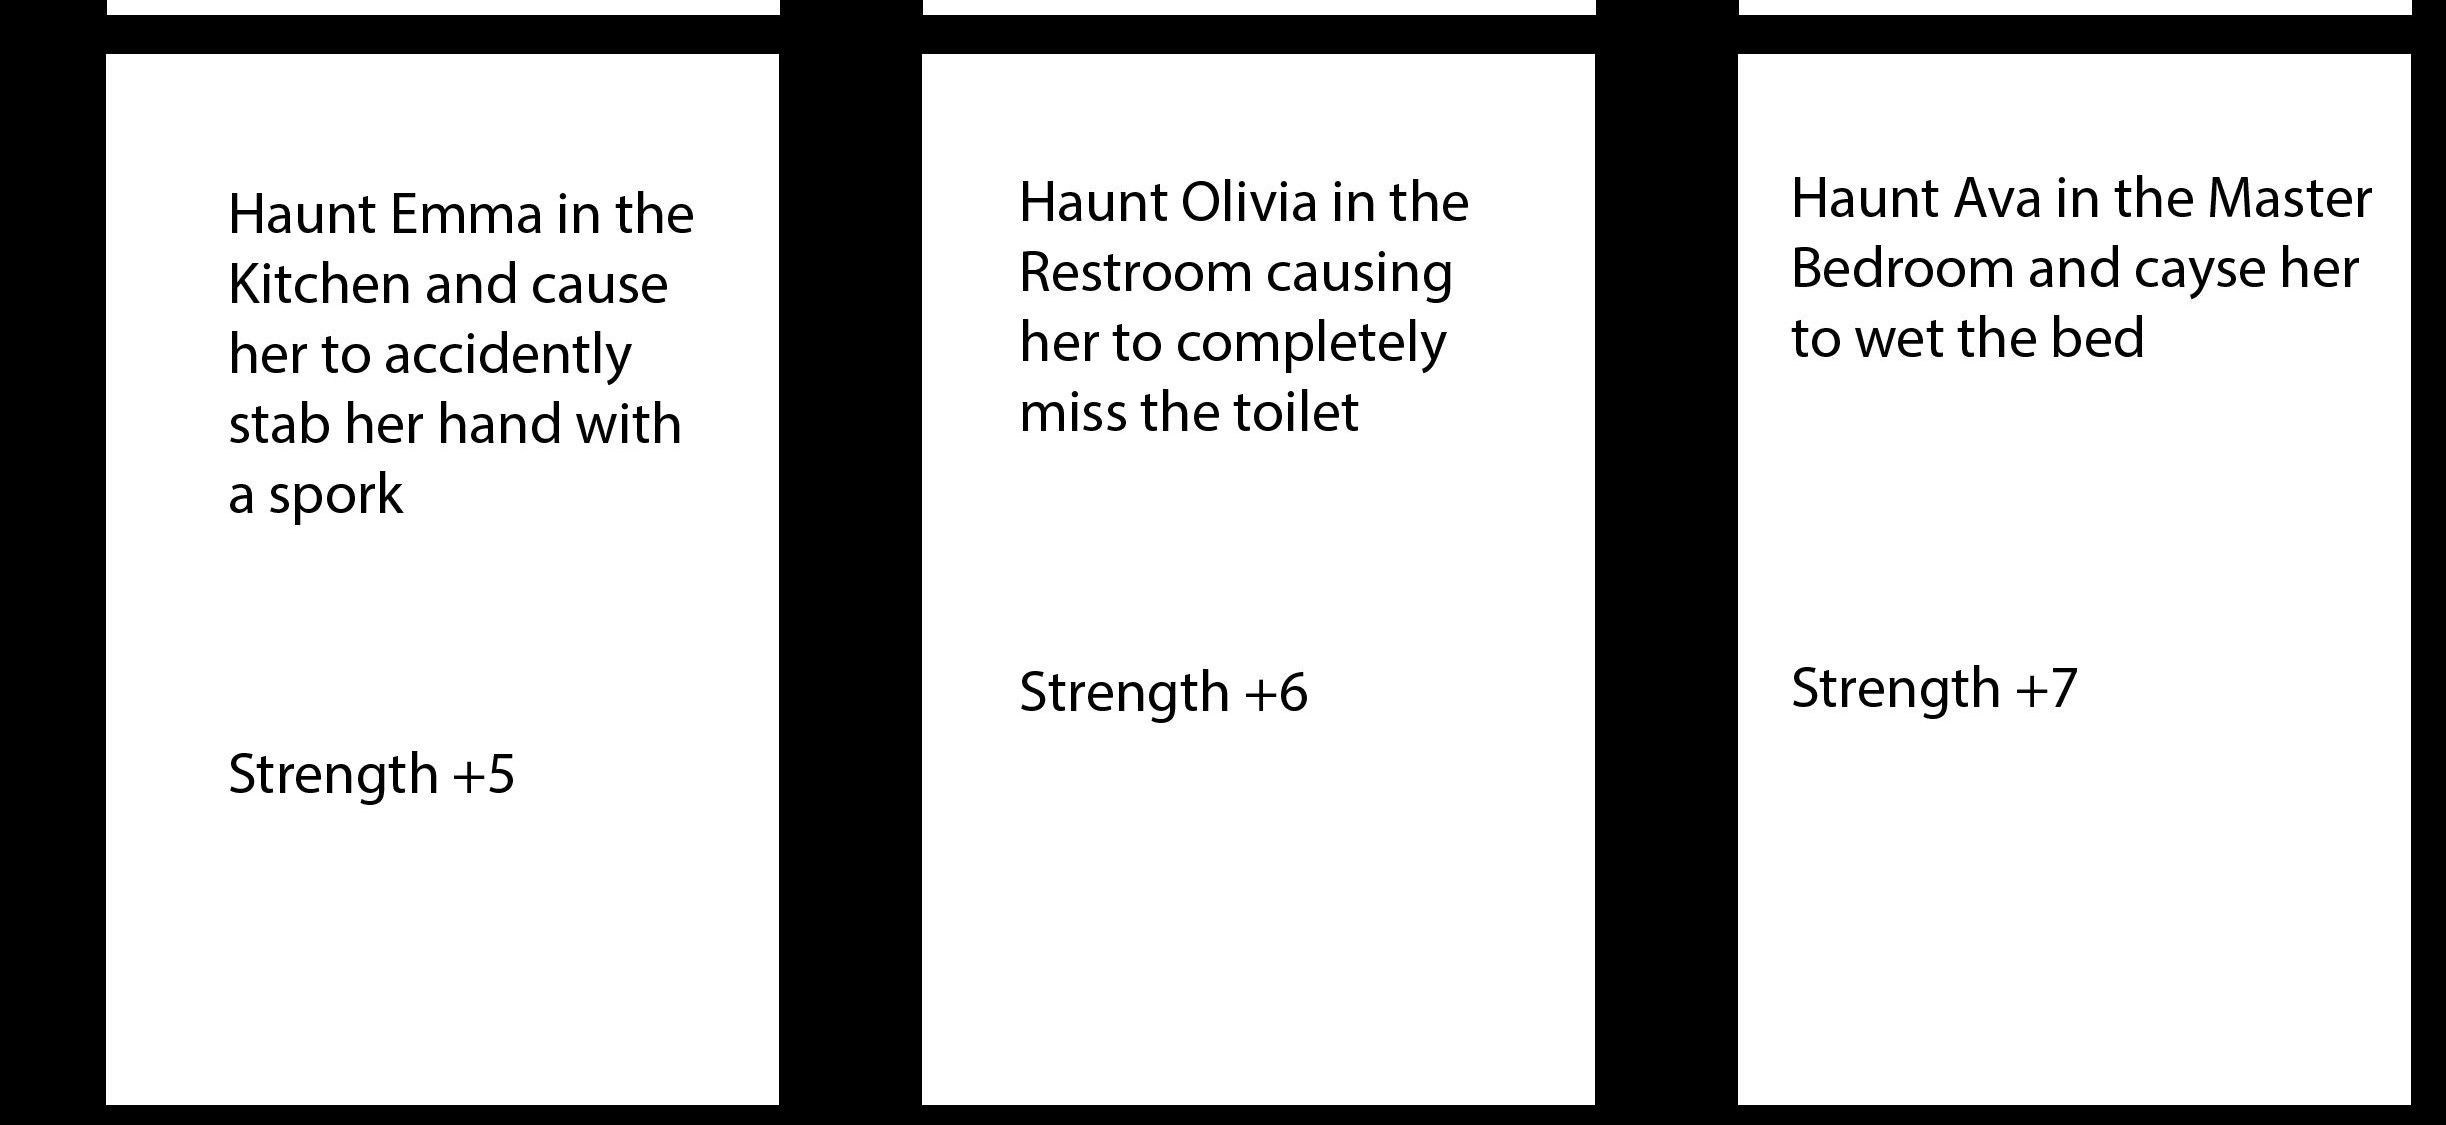 Haunt Emma in the
Kitchen and cause
her to accidently
stab her hand with
a spork
Strength +5
Haunt Olivia in the
Restroom causing
her to completely
miss the toilet
Strength +6
Haunt Ava in the Master
Bedroom and cayse her
to wet the bed
Strength +7